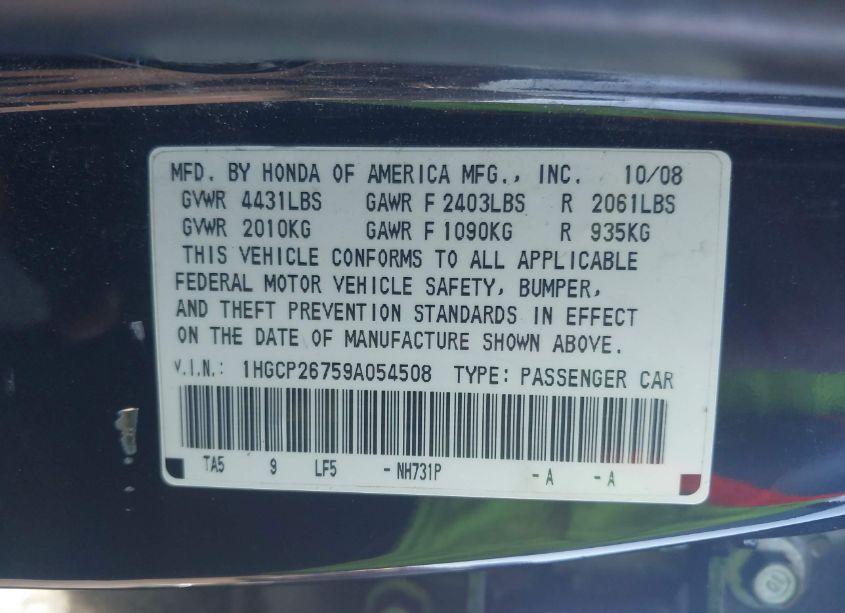 MFD. BY HONDA OF AMERICA MFG., INC. 10/08
GVWR 4431LBS GAWR F 2403LBS R 2061LBS
GVWR 2010KG GAWR F 1090KG R 935KG
THIS VEHICLE CONFORMS TO ALL APPLICABLE
FEDERAL MOTOR VEHICLE SAFETY, BUMPER,
AND THEFT PREVENTION STANDARDS IN EFFECT
ON THE DATE OF MANUFACTURE SHOWN ABOVE.
V.I.N.: 1HGCP26759A054508 TYPE: PASSENGER CAR
TA5 9 LF5 - NH731P - A - A